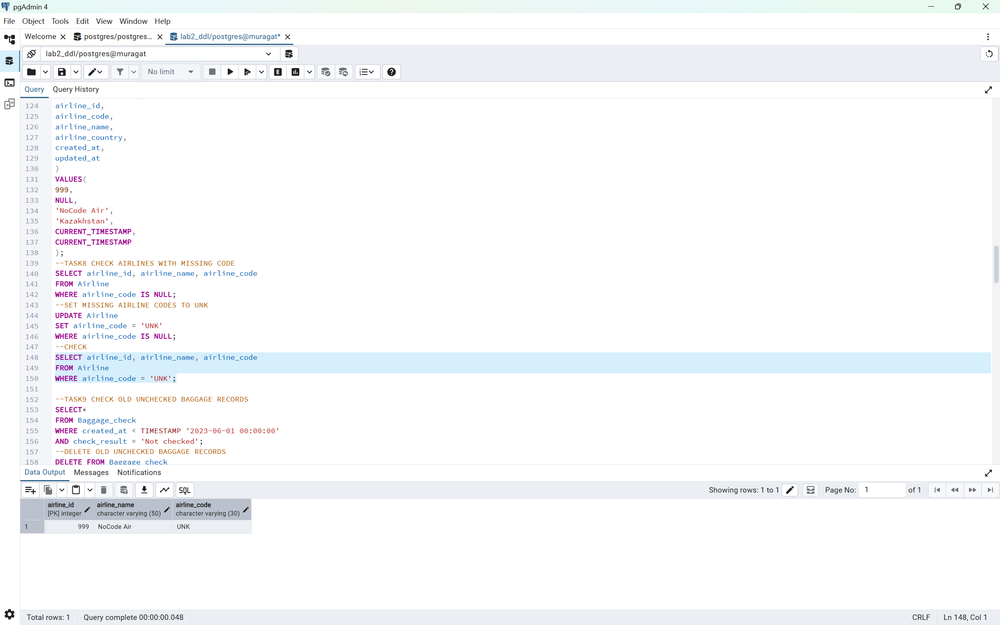 pgAdmin 4
File Object Tools Edit View Window Help
Welcome postgres/postgres... lab2_ddl/postgres@muragat*
lab2_ddl/postgres@muragat
No limit
Query Query History
124 airline_id,
125 airline_code,
126 airline_name,
127 airline_country,
128 created_at,
129 updated_at
130 )
131 VALUES(
132 999,
133 NULL,
134 'NoCode Air',
135 'Kazakhstan',
136 CURRENT_TIMESTAMP,
137 CURRENT_TIMESTAMP
138 );
139 --TASK8 CHECK AIRLINES WITH MISSING CODE
140 SELECT airline_id, airline_name, airline_code
141 FROM Airline
142 WHERE airline_code IS NULL;
143 --SET MISSING AIRLINE CODES TO UNK
144 UPDATE Airline
145 SET airline_code = 'UNK'
146 WHERE airline_code IS NULL;
147 --CHECK
148 SELECT airline_id, airline_name, airline_code
149 FROM Airline
150 WHERE airline_code = 'UNK';
151
152 --TASK9 CHECK OLD UNCHECKED BAGGAGE RECORDS
153 SELECT*
154 FROM Baggage_check
155 WHERE created_at < TIMESTAMP '2023-06-01 00:00:00'
156 AND check_result = 'Not checked';
157 --DELETE OLD UNCHECKED BAGGAGE RECORDS
158 DELETE FROM Baggage_check
Data Output Messages Notifications
SQL Showing rows: 1 to 1 Page No: 1 of 1
airline_id airline_name airline_code
[PK] integer character varying (50) character varying (30)
1 999 NoCode Air UNK
Total rows: 1 Query complete 00:00:00.048 CRLF Ln 148, Col 1